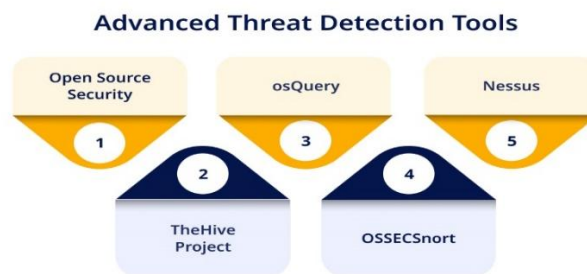 Advanced Threat Detection Tools
Open Source
Security
1
2
TheHive
Project
osQuery
3
4
OSSECSnort
Nessus
5